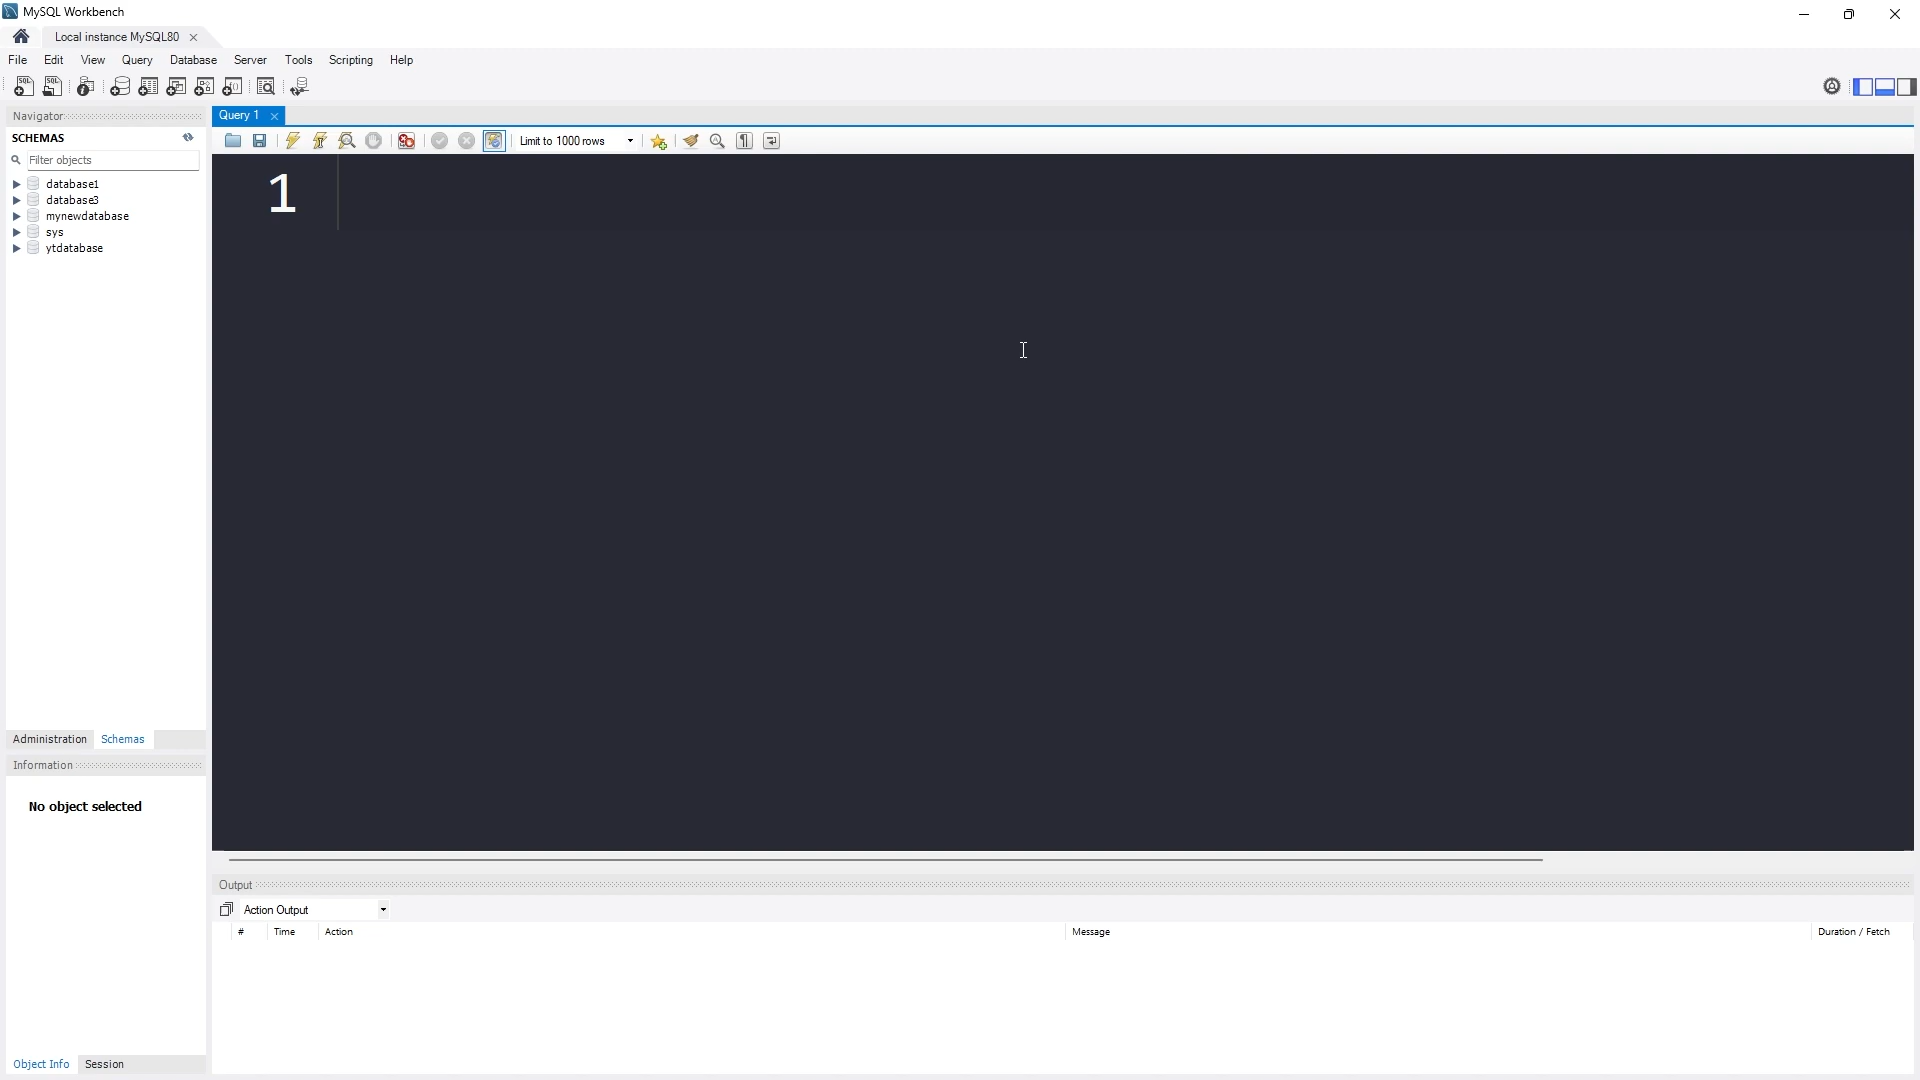 MySQL Workbench
Local instance MySQL80
File Edit View Query Database Server Tools Scripting Help
Navigator
Query 1
SCHEMAS
Limit to 1000 rows
Filter objects
1
database1
database3
mynewdatabase
sys
ytdatabase
Administration Schemas
Information
No object selected
Output
Action Output
# Time Action Message Duration / Fetch
Object Info Session